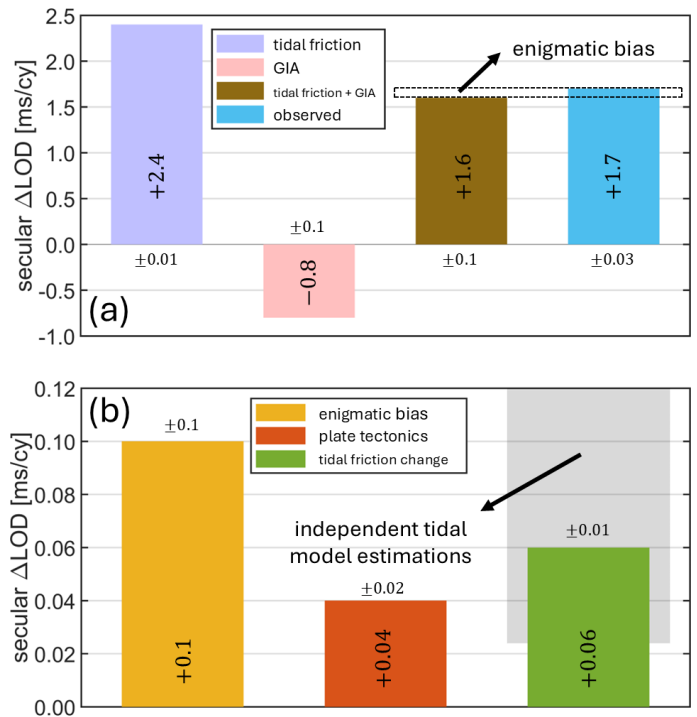 secular ΔLOD [ms/cy]
2.5
2.0
1.5
1.0
0.5
0.0
-0.5
-1.0
tidal friction
GIA
tidal friction + GIA
observed
enigmatic bias
+2.4
±0.01
±0.1
−0.8
+1.6
±0.1
+1.7
±0.03
(a)
secular ΔLOD [ms/cy]
0.12
0.10
0.08
0.06
0.04
0.02
0.00
(b)
enigmatic bias
plate tectonics
tidal friction change
±0.1
+0.1
independent tidal
model estimations
±0.02
+0.04
±0.01
+0.06